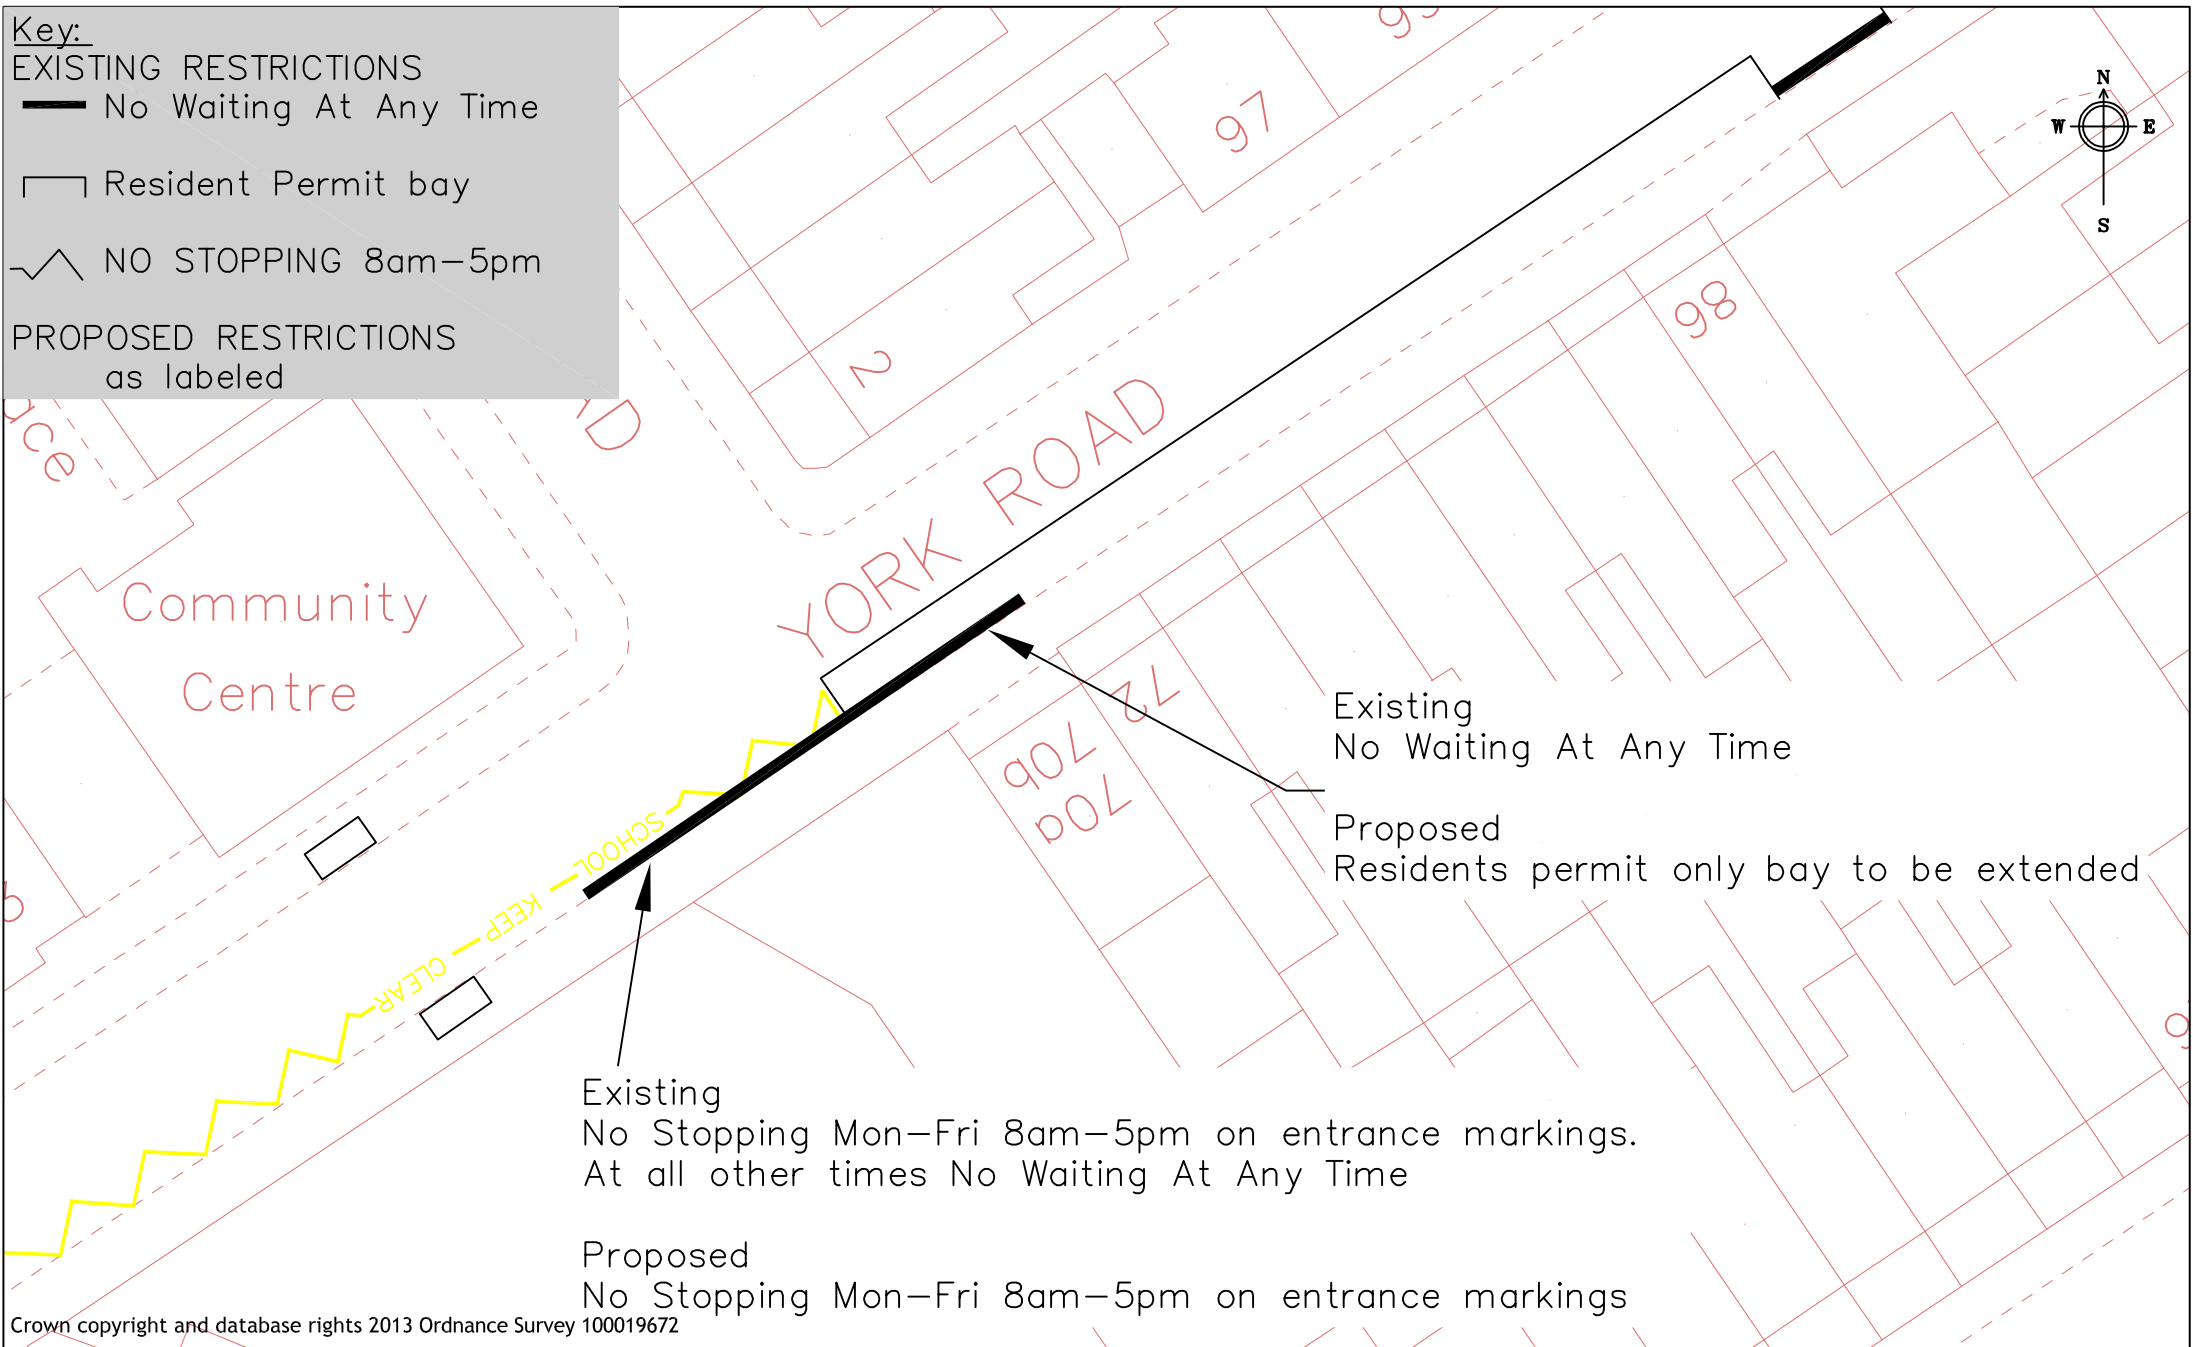 Key:
EXISTING RESTRICTIONS
No Waiting At Any Time
Resident Permit bay
NO STOPPING 8am-5pm
PROPOSED RESTRICTIONS
as labeled
N
W E
S
97
98
2
YORK ROAD
Community
Centre
72
70b
70a
SCHOOL
KEEP
CLEAR
Existing
No Waiting At Any Time
Proposed
Residents permit only bay to be extended
Existing
No Stopping Mon-Fri 8am-5pm on entrance markings.
At all other times No Waiting At Any Time
Proposed
No Stopping Mon-Fri 8am-5pm on entrance markings
Crown copyright and database rights 2013 Ordnance Survey 100019672